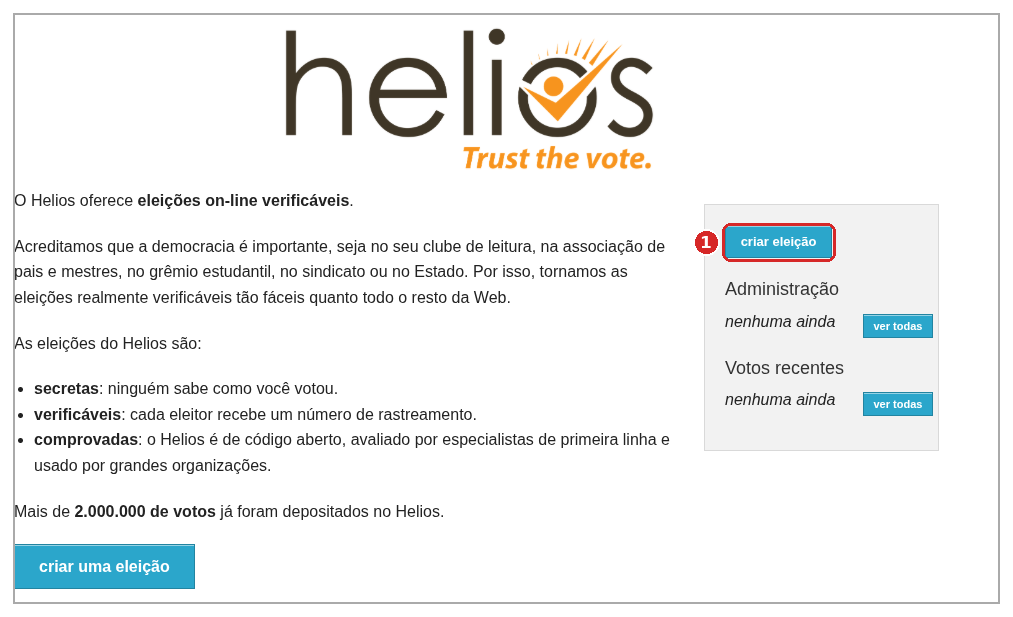 helios
Trust the vote.
O Helios oferece eleições on-line verificáveis.
Acreditamos que a democracia é importante, seja no seu clube de leitura, na associação de
pais e mestres, no grêmio estudantil, no sindicato ou no Estado. Por isso, tornamos as
eleições realmente verificáveis tão fáceis quanto todo o resto da Web.
As eleições do Helios são:
secretas: ninguém sabe como você votou.
verificáveis: cada eleitor recebe um número de rastreamento.
comprovadas: o Helios é de código aberto, avaliado por especialistas de primeira linha e
usado por grandes organizações.
Mais de 2.000.000 de votos já foram depositados no Helios.
criar uma eleição
1 criar eleição
Administração
nenhuma ainda ver todas
Votos recentes
nenhuma ainda ver todas